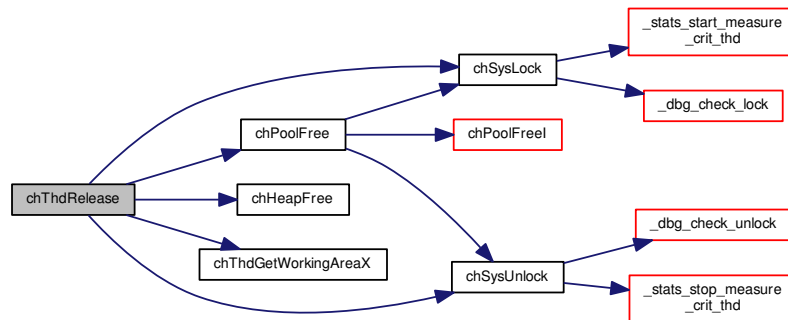 chThdRelease
chSysLock
chPoolFree
chHeapFree
chThdGetWorkingAreaX
chPoolFreeI
chSysUnlock
_stats_start_measure
_crit_thd
_dbg_check_lock
_dbg_check_unlock
_stats_stop_measure
_crit_thd